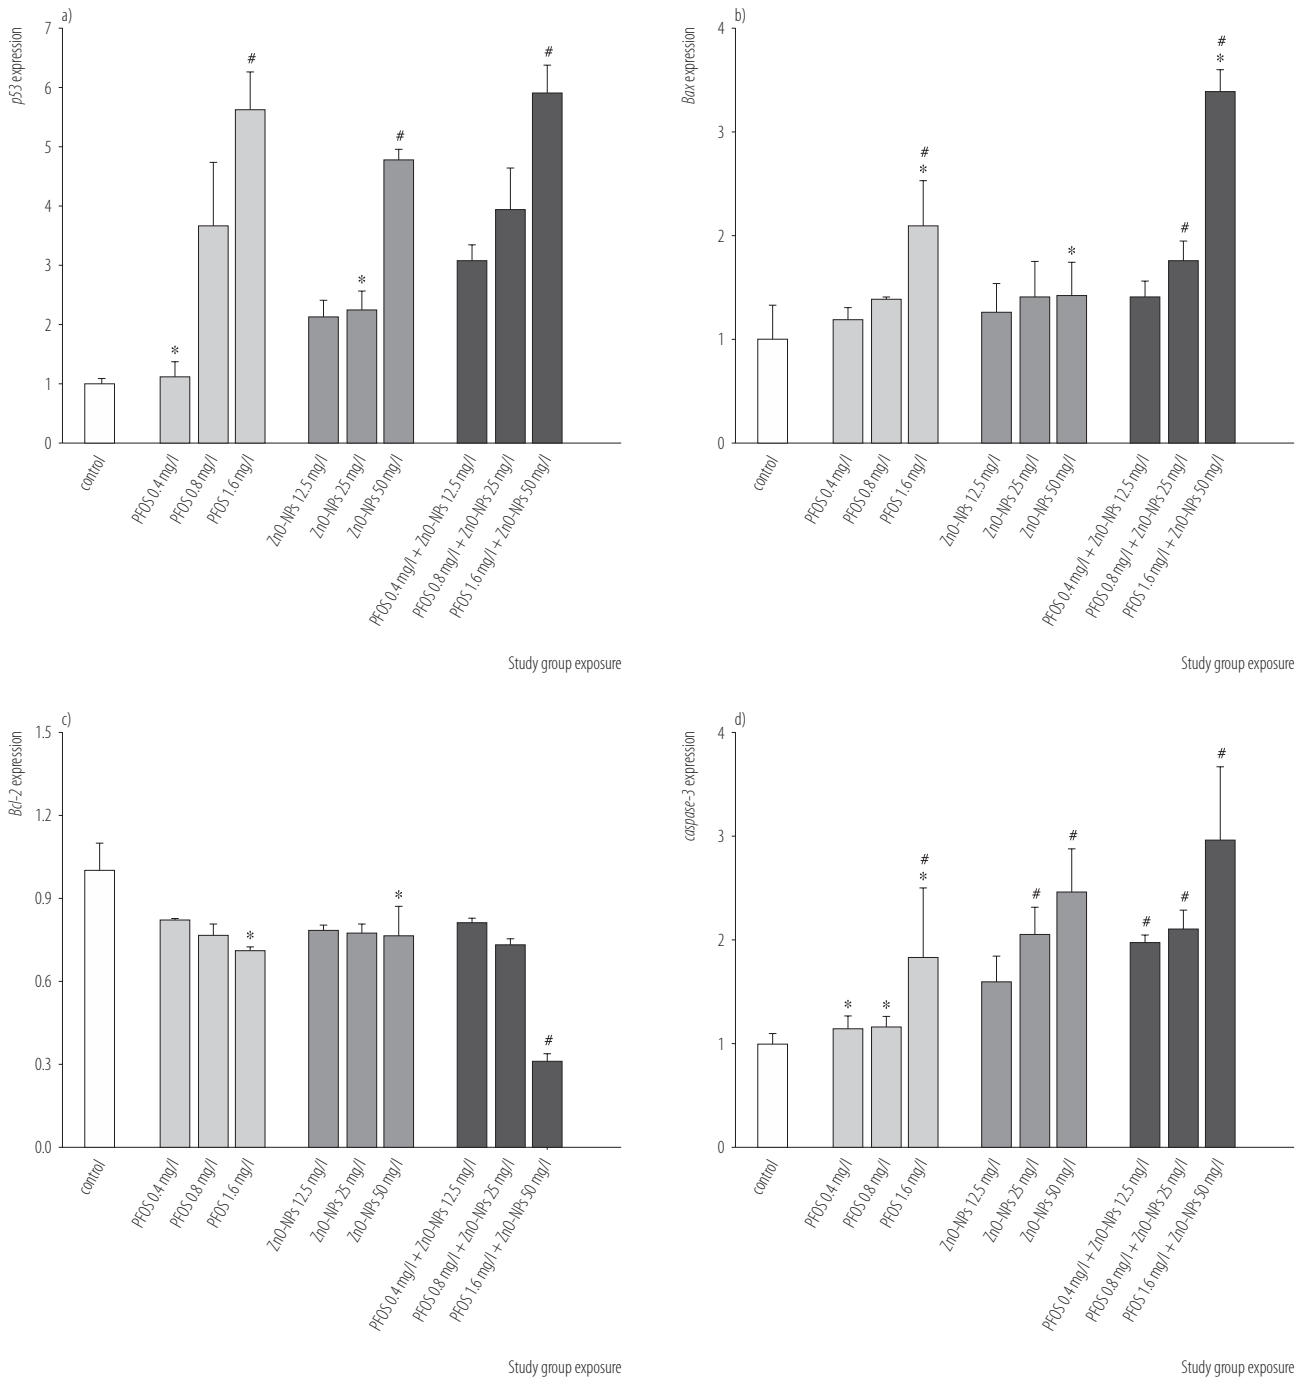 a)
p53 expression
7
6
5
4
3
2
1
0
#
#
#
*
*
control
PFOS 0.4 mg/l
PFOS 0.8 mg/l
PFOS 1.6 mg/l
ZnO-NPs 12.5 mg/l
ZnO-NPs 25 mg/l
ZnO-NPs 50 mg/l
PFOS 0.4 mg/l + ZnO-NPs 12.5 mg/l
PFOS 0.8 mg/l + ZnO-NPs 25 mg/l
PFOS 1.6 mg/l + ZnO-NPs 50 mg/l
Study group exposure
b)
Bax expression
4
3
2
1
0
#
*
#
*
*
#
control
PFOS 0.4 mg/l
PFOS 0.8 mg/l
PFOS 1.6 mg/l
ZnO-NPs 12.5 mg/l
ZnO-NPs 25 mg/l
ZnO-NPs 50 mg/l
PFOS 0.4 mg/l + ZnO-NPs 12.5 mg/l
PFOS 0.8 mg/l + ZnO-NPs 25 mg/l
PFOS 1.6 mg/l + ZnO-NPs 50 mg/l
Study group exposure
c)
Bcl-2 expression
1.5
1.2
0.9
0.6
0.3
0.0
*
*
#
control
PFOS 0.4 mg/l
PFOS 0.8 mg/l
PFOS 1.6 mg/l
ZnO-NPs 12.5 mg/l
ZnO-NPs 25 mg/l
ZnO-NPs 50 mg/l
PFOS 0.4 mg/l + ZnO-NPs 12.5 mg/l
PFOS 0.8 mg/l + ZnO-NPs 25 mg/l
PFOS 1.6 mg/l + ZnO-NPs 50 mg/l
Study group exposure
d)
caspase-3 expression
4
3
2
1
0
*
*
#
*
#
#
#
#
#
control
PFOS 0.4 mg/l
PFOS 0.8 mg/l
PFOS 1.6 mg/l
ZnO-NPs 12.5 mg/l
ZnO-NPs 25 mg/l
ZnO-NPs 50 mg/l
PFOS 0.4 mg/l + ZnO-NPs 12.5 mg/l
PFOS 0.8 mg/l + ZnO-NPs 25 mg/l
PFOS 1.6 mg/l + ZnO-NPs 50 mg/l
Study group exposure